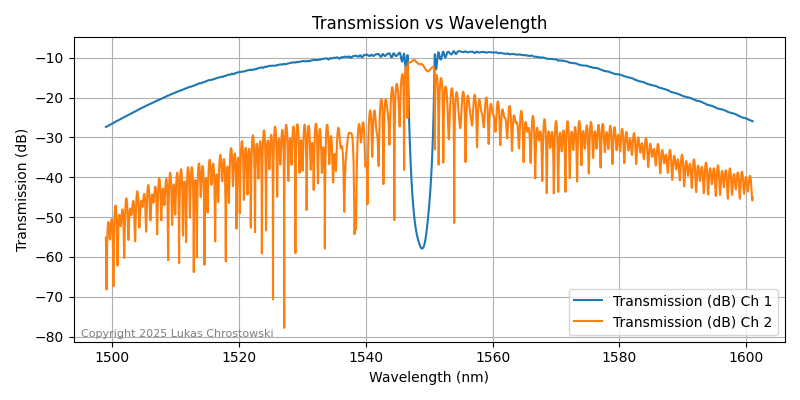 Transmission vs Wavelength
Transmission (dB)
−10
−20
−30
−40
−50
−60
−70
−80
Copyright 2025 Lukas Chrostowski
Transmission (dB) Ch 1
Transmission (dB) Ch 2
1500 1520 1540 1560 1580 1600
Wavelength (nm)